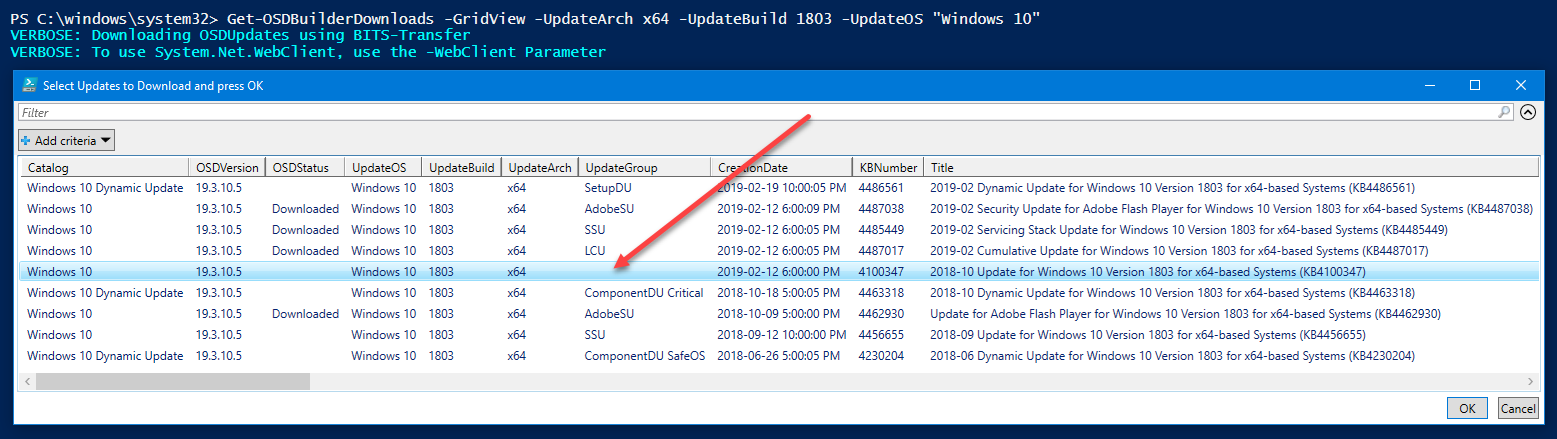 PS C:\windows\system32> Get-OSDBuilderDownloads -GridView -UpdateArch x64 -UpdateBuild 1803 -UpdateOS "Windows 10"
VERBOSE: Downloading OSDUpdates using BITS-Transfer
VERBOSE: To use System.Net.WebClient, use the -WebClient Parameter
Select Updates to Download and press OK
Filter
Add criteria
Catalog OSDVersion OSDStatus UpdateOS UpdateBuild UpdateArch UpdateGroup CreationDate KBNumber Title
Windows 10 Dynamic Update 19.3.10.5 Windows 10 1803 x64 SetupDU 2019-02-19 10:00:05 PM 4486561 2019-02 Dynamic Update for Windows 10 Version 1803 for x64-based Systems (KB4486561)
Windows 10 19.3.10.5 Downloaded Windows 10 1803 x64 AdobeSU 2019-02-12 6:00:09 PM 4487038 2019-02 Security Update for Adobe Flash Player for Windows 10 Version 1803 for x64-based Systems (KB4487038)
Windows 10 19.3.10.5 Downloaded Windows 10 1803 x64 SSU 2019-02-12 6:00:05 PM 4485449 2019-02 Servicing Stack Update for Windows 10 Version 1803 for x64-based Systems (KB4485449)
Windows 10 19.3.10.5 Downloaded Windows 10 1803 x64 LCU 2019-02-12 6:00:05 PM 4487017 2019-02 Cumulative Update for Windows 10 Version 1803 for x64-based Systems (KB4487017)
Windows 10 19.3.10.5 Windows 10 1803 x64 2019-02-12 6:00:00 PM 4100347 2018-10 Update for Windows 10 Version 1803 for x64-based Systems (KB4100347)
Windows 10 Dynamic Update 19.3.10.5 Windows 10 1803 x64 ComponentDU Critical 2018-10-18 5:00:05 PM 4463318 2018-10 Dynamic Update for Windows 10 Version 1803 for x64-based Systems (KB4463318)
Windows 10 19.3.10.5 Downloaded Windows 10 1803 x64 AdobeSU 2018-10-09 5:00:00 PM 4462930 Update for Adobe Flash Player for Windows 10 Version 1803 for x64-based Systems (KB4462930)
Windows 10 19.3.10.5 Windows 10 1803 x64 SSU 2018-09-12 10:00:00 PM 4456655 2018-09 Update for Windows 10 Version 1803 for x64-based Systems (KB4456655)
Windows 10 Dynamic Update 19.3.10.5 Windows 10 1803 x64 ComponentDU SafeOS 2018-06-26 5:00:05 PM 4230204 2018-06 Dynamic Update for Windows 10 Version 1803 for x64-based Systems (KB4230204)
OK Cancel